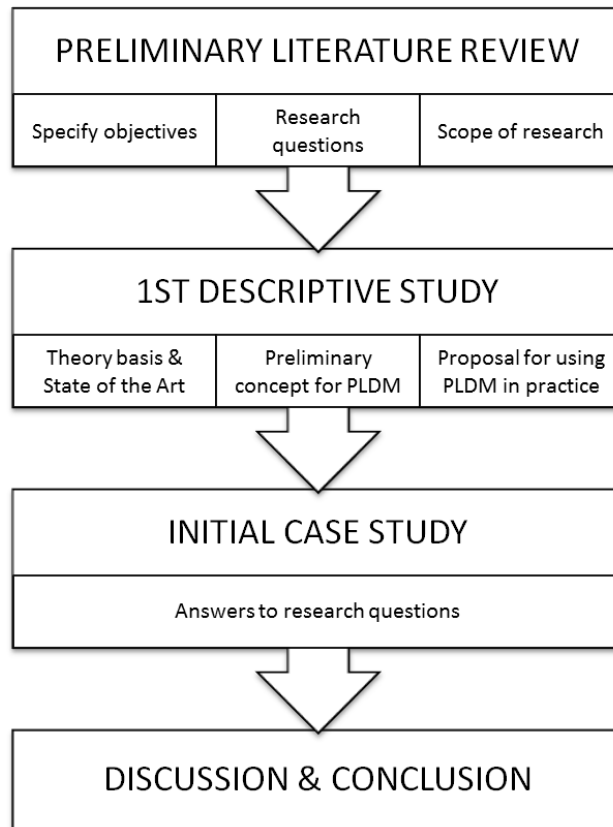 PRELIMINARY LITERATURE REVIEW
Specify objectives
Research
questions
Scope of research
1ST DESCRIPTIVE STUDY
Theory basis &
State of the Art
Preliminary
concept for PLDM
Proposal for using
PLDM in practice
INITIAL CASE STUDY
Answers to research questions
DISCUSSION & CONCLUSION